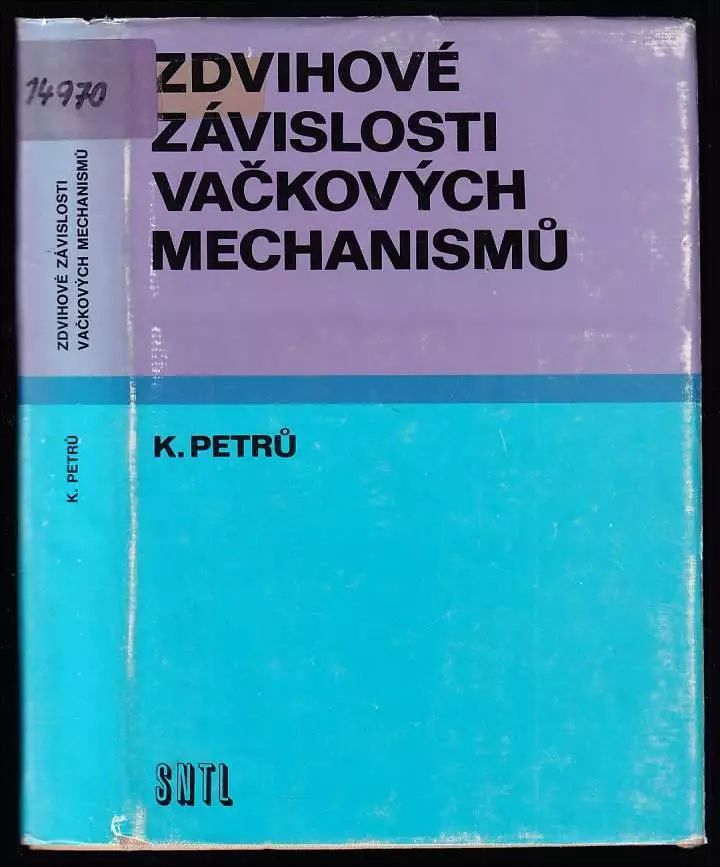 14970
ZDVIHOVÉ ZÁVISLOSTI
VAČKOVÝCH MECHANISMŮ
K. PETRŮ
ZDVIHOVÉ
ZÁVISLOSTI
VAČKOVÝCH
MECHANISMŮ
K. PETRŮ
SNTL